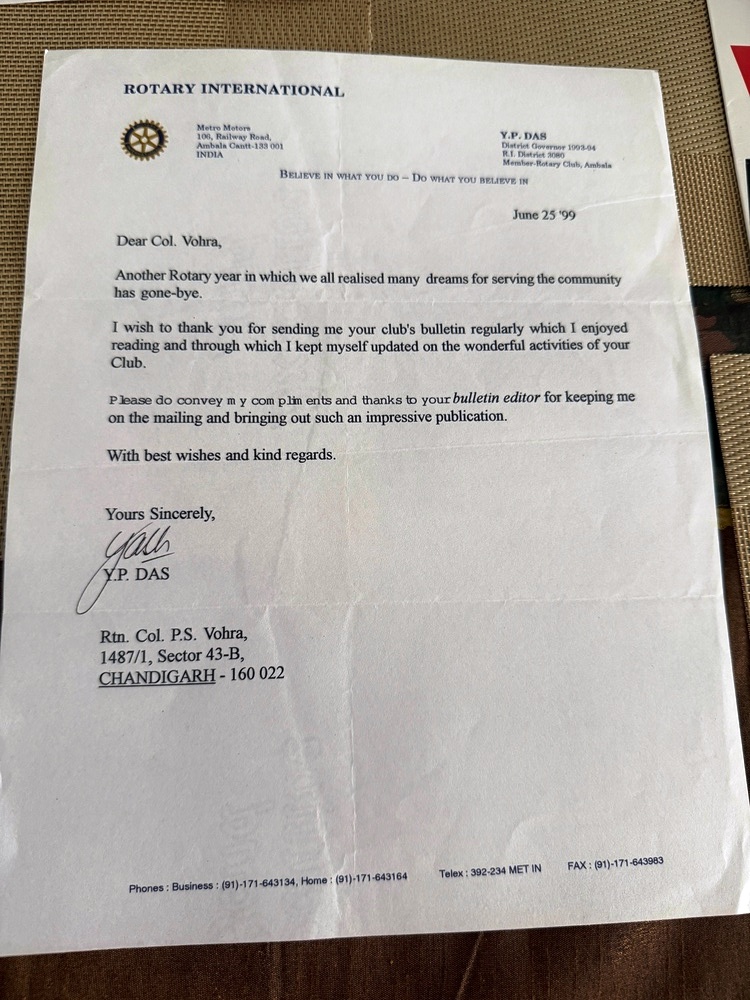 ROTARY INTERNATIONAL
Metro Motors
106, Railway Road,
Ambala Cantt-133 001
INDIA
Y.P. DAS
District Governor 1993-94
R.I. District 3080
Member-Rotary Club, Ambala
BELIEVE IN WHAT YOU DO – DO WHAT YOU BELIEVE IN
June 25 '99
Dear Col. Vohra,
Another Rotary year in which we all realised many dreams for serving the community
has gone-bye.
I wish to thank you for sending me your club's bulletin regularly which I enjoyed
reading and through which I kept myself updated on the wonderful activities of your
Club.
Please do convey my compliments and thanks to your bulletin editor for keeping me
on the mailing and bringing out such an impressive publication.
With best wishes and kind regards.
Yours Sincerely,
Yash
Y.P. DAS
Rtn. Col. P.S. Vohra,
1487/1, Sector 43-B,
CHANDIGARH - 160 022
Phones : Business : (91)-171-643134, Home : (91)-171-643164 Telex : 392-234 MET IN FAX : (91)-171-643983